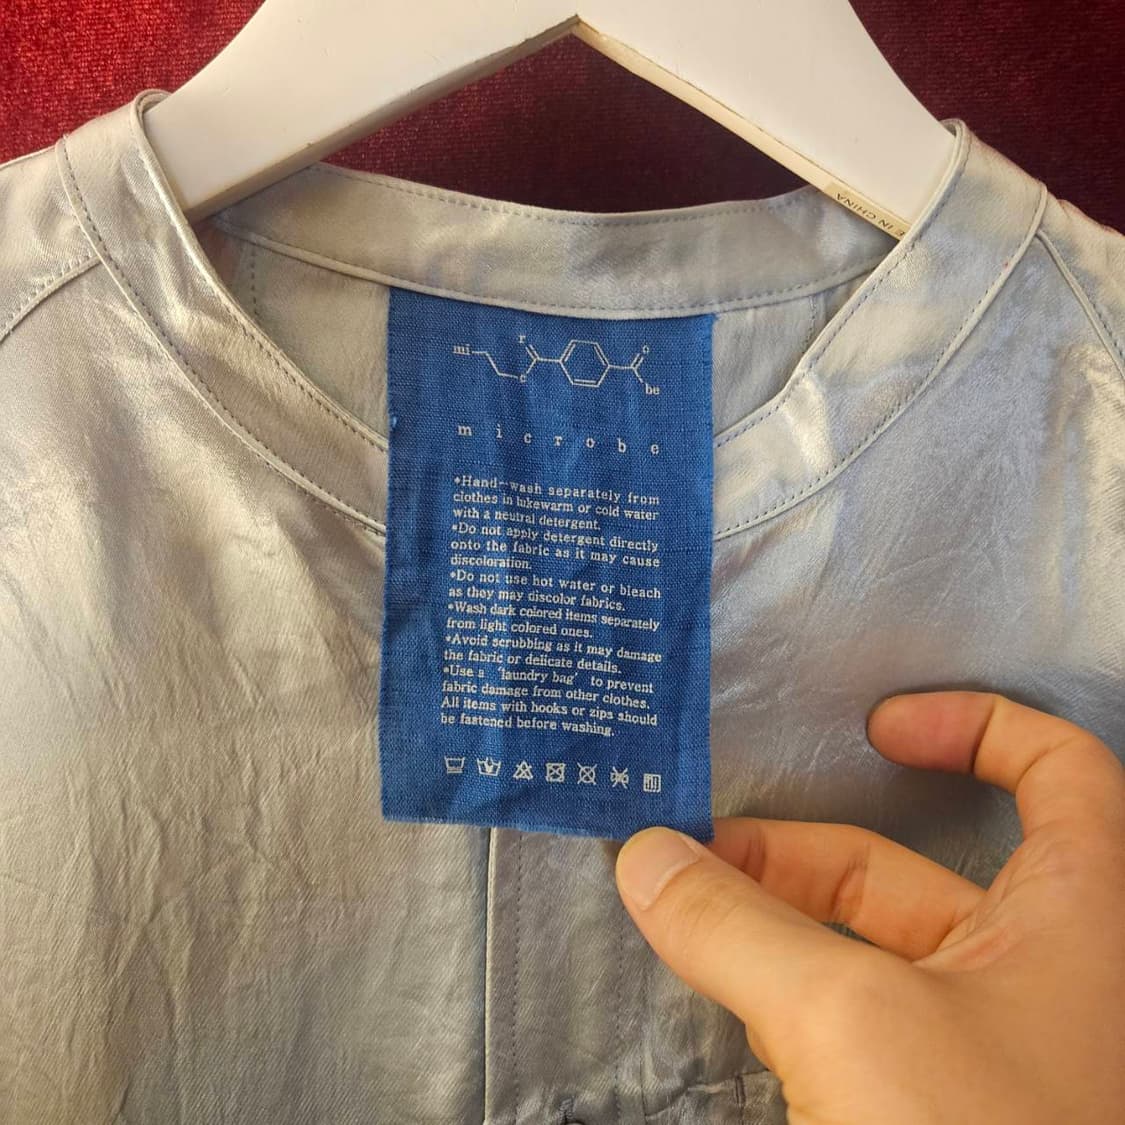 E IN CHINA
mi
r
o
c
be
m i c r o b e
•Hand-wash separately from
clothes in lukewarm or cold water
with a neutral detergent.
•Do not apply detergent directly
onto the fabric as it may cause
discoloration.
•Do not use hot water or bleach
as they may discolor fabrics.
•Wash dark colored items separately
from light colored ones.
•Avoid scrubbing as it may damage
the fabric or delicate details.
•Use a 'laundry bag' to prevent
fabric damage from other clothes.
All items with hooks or zips should
be fastened before washing.